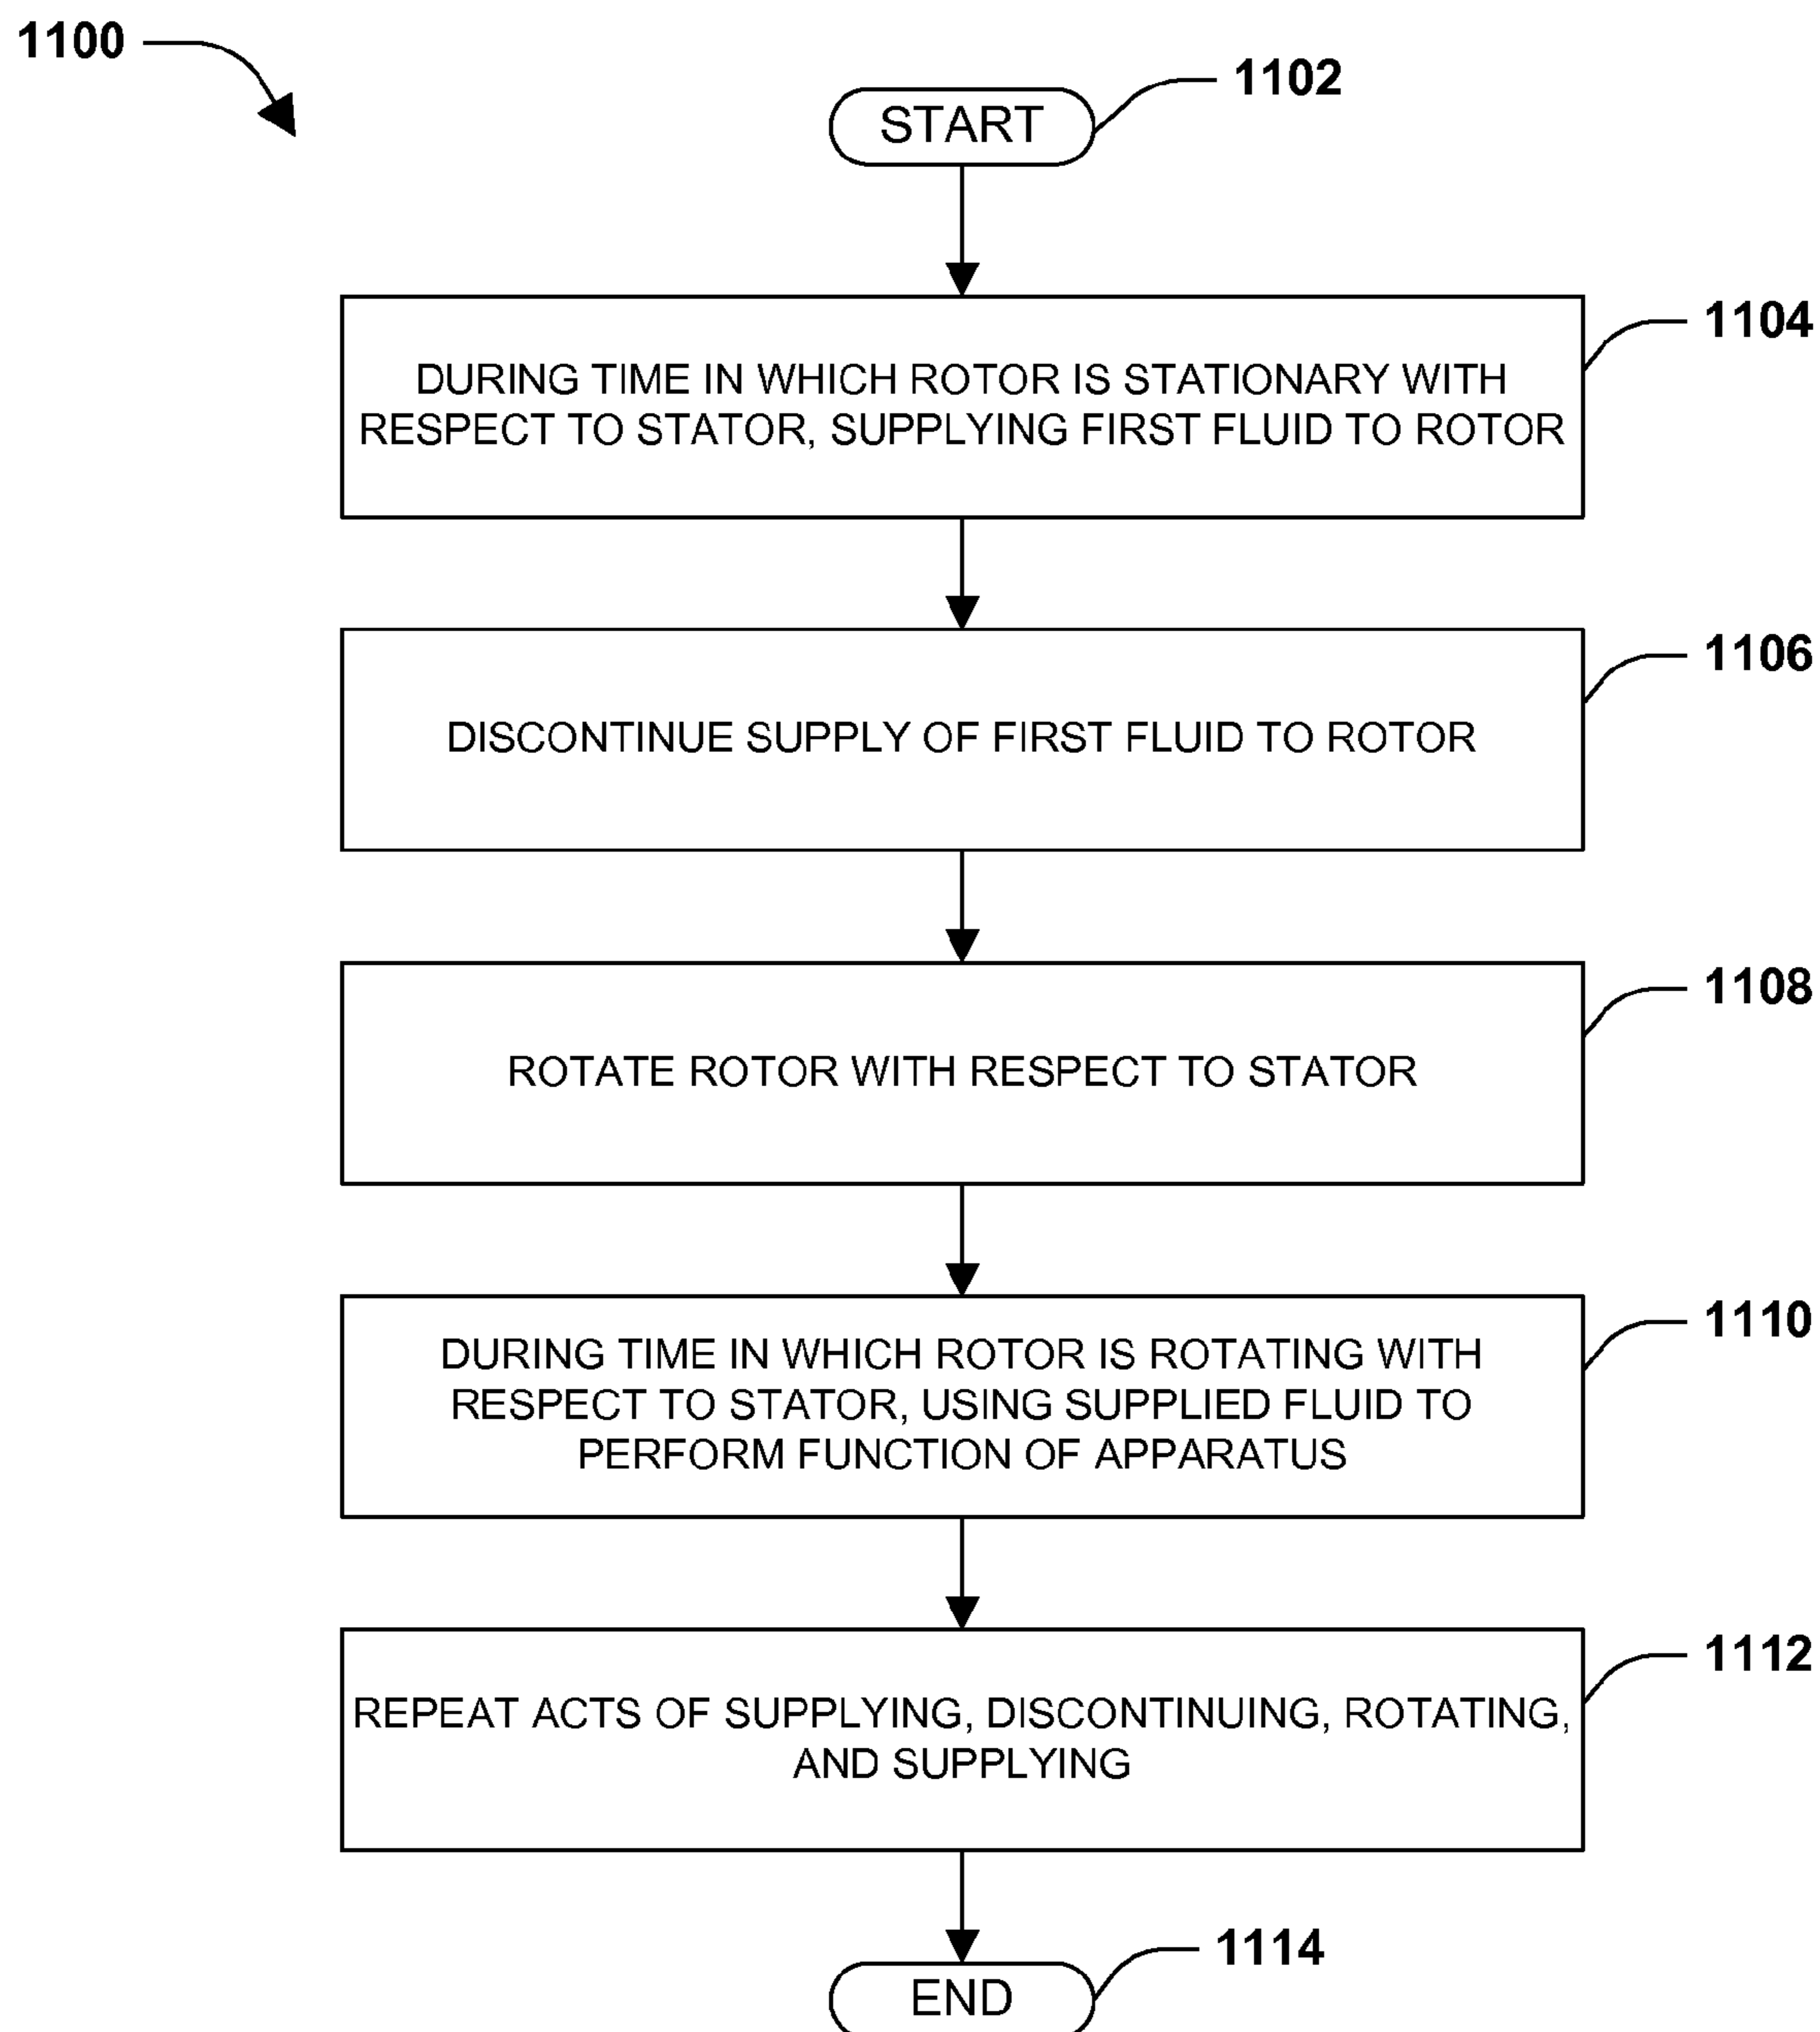 1100
1102
START
1104
DURING TIME IN WHICH ROTOR IS STATIONARY WITH
RESPECT TO STATOR, SUPPLYING FIRST FLUID TO ROTOR
1106
DISCONTINUE SUPPLY OF FIRST FLUID TO ROTOR
1108
ROTATE ROTOR WITH RESPECT TO STATOR
1110
DURING TIME IN WHICH ROTOR IS ROTATING WITH
RESPECT TO STATOR, USING SUPPLIED FLUID TO
PERFORM FUNCTION OF APPARATUS
1112
REPEAT ACTS OF SUPPLYING, DISCONTINUING, ROTATING,
AND SUPPLYING
1114
END